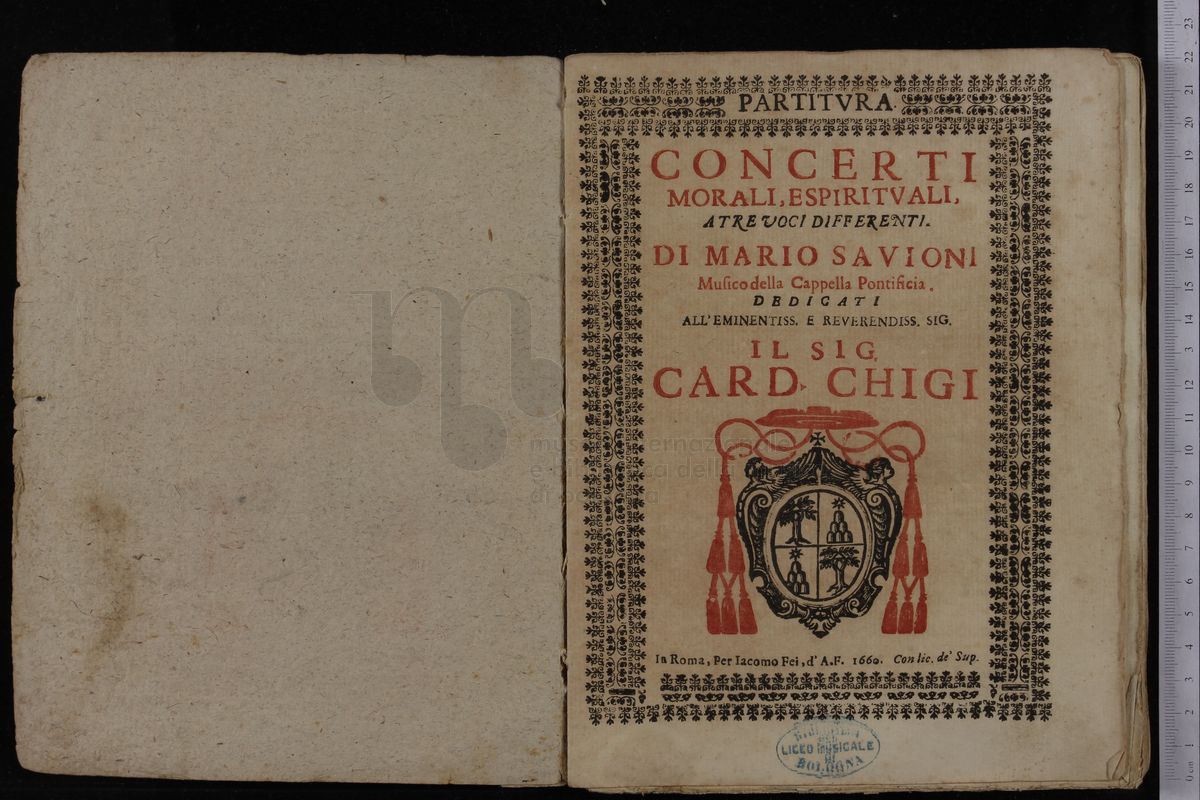 PARTITVRA.
CONCERTI
MORALI, E SPIRITVALI,
A TRE VOCI DIFFERENTI.
DI MARIO SAVIONI
Musico della Cappella Pontificia.
DEDICATI
ALL'EMINENTISS. E REVERENDISS. SIG.
IL SIG.
CARD. CHIGI
In Roma, Per Iacomo Fei, d'A.F. 1660. Con lic. de' Sup.
LICEO MUSICALE
BOLOGNA